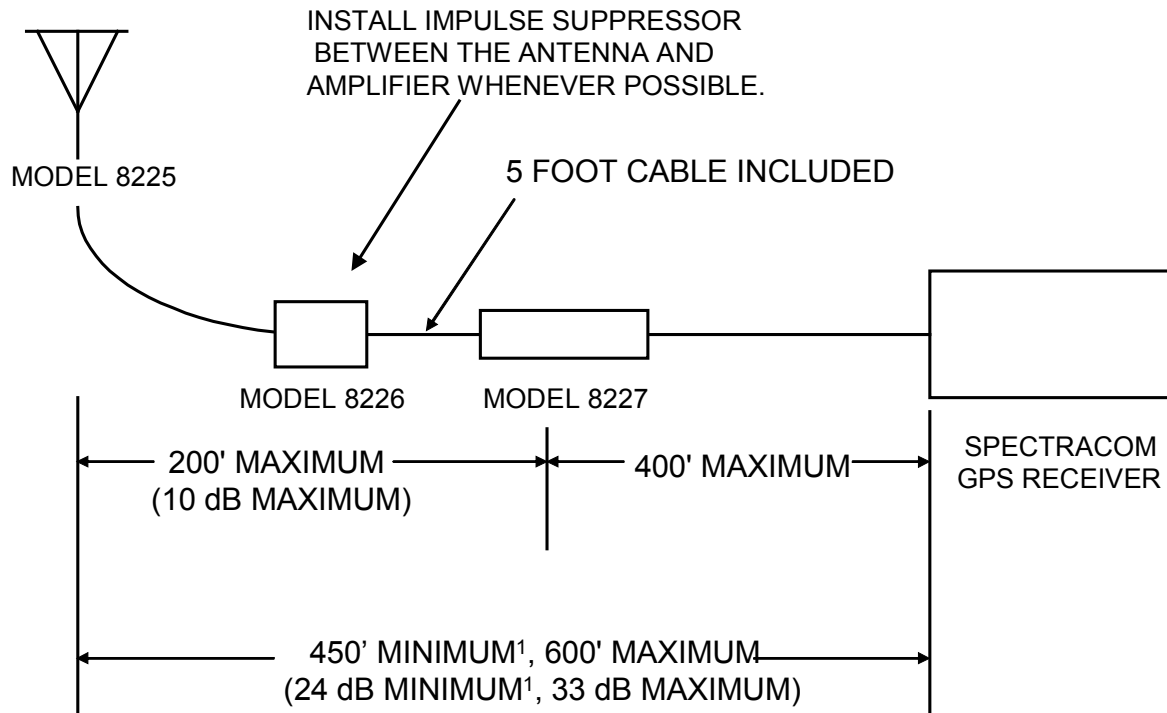 INSTALL IMPULSE SUPPRESSOR
BETWEEN THE ANTENNA AND
AMPLIFIER WHENEVER POSSIBLE.
MODEL 8225
5 FOOT CABLE INCLUDED
MODEL 8226
MODEL 8227
200' MAXIMUM
(10 dB MAXIMUM)
400' MAXIMUM
SPECTRACOM
GPS RECEIVER
450’ MINIMUM¹, 600' MAXIMUM
(24 dB MINIMUM¹, 33 dB MAXIMUM)